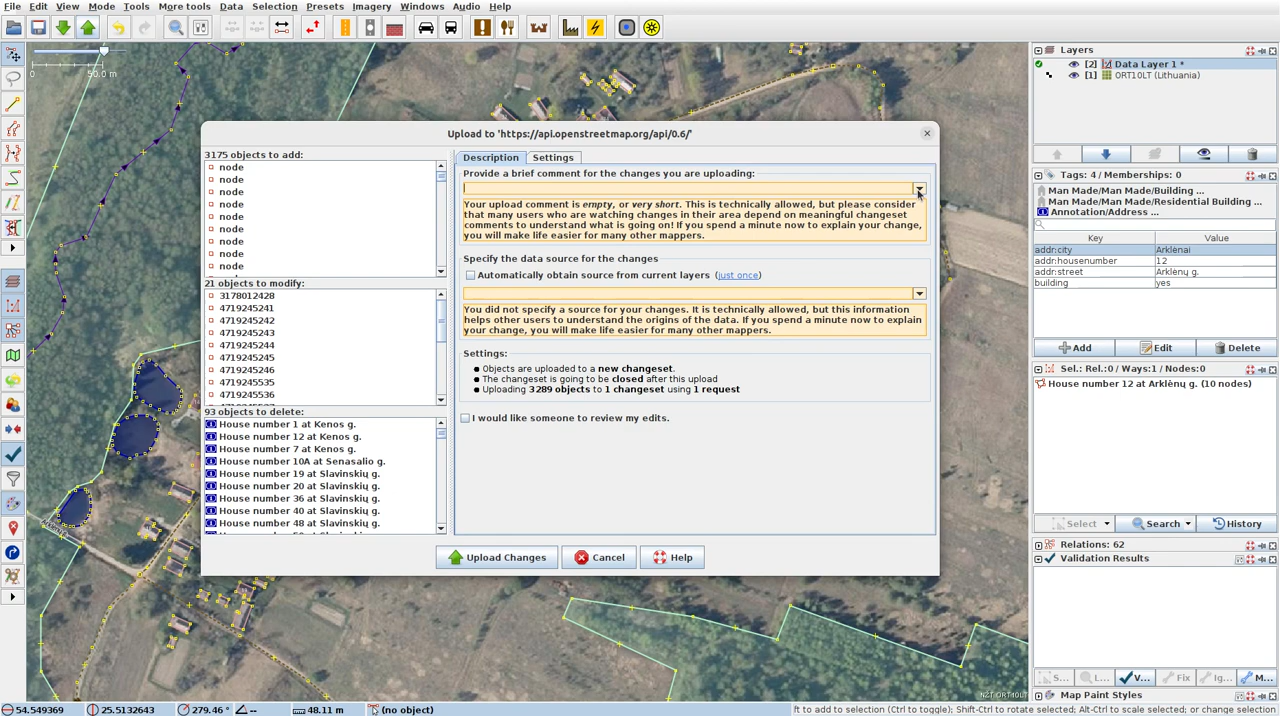 File Edit View Mode Tools More tools Data Selection Presets Imagery Windows Audio Help
0 50.0 m
Layers
[2] Data Layer 1 *
[1] ORT10LT (Lithuania)
Tags: 4 / Memberships: 0
Man Made/Man Made/Building ...
Man Made/Man Made/Residential Building ...
Annotation/Address ...
Key Value
addr:city Arklėnai
addr:housenumber 12
addr:street Arklėnų g.
building yes
Add Edit Delete
Sel.: Rel.:0 / Ways:1 / Nodes:0
House number 12 at Arklėnų g. (10 nodes)
Select Search History
Relations: 62
Validation Results
S... L... V... Fix Ig... M...
Map Paint Styles
Upload to 'https://api.openstreetmap.org/api/0.6/'
3175 objects to add:
node
node
node
node
node
node
node
node
node
21 objects to modify:
3178012428
4719245241
4719245242
4719245243
4719245244
4719245245
4719245246
4719245535
4719245536
93 objects to delete:
House number 1 at Kenos g.
House number 12 at Kenos g.
House number 7 at Kenos g.
House number 10A at Senasalio g.
House number 19 at Slavinskių g.
House number 20 at Slavinskių g.
House number 36 at Slavinskių g.
House number 40 at Slavinskių g.
House number 48 at Slavinskių g.
Description Settings
Provide a brief comment for the changes you are uploading:
Your upload comment is empty, or very short. This is technically allowed, but please consider
that many users who are watching changes in their area depend on meaningful changeset
comments to understand what is going on! If you spend a minute now to explain your change,
you will make life easier for many other mappers.
Specify the data source for the changes
Automatically obtain source from current layers (just once)
You did not specify a source for your changes. It is technically allowed, but this information
helps other users to understand the origins of the data. If you spend a minute now to explain
your change, you will make life easier for many other mappers.
Settings:
Objects are uploaded to a new changeset.
The changeset is going to be closed after this upload
Uploading 3289 objects to 1 changeset using 1 request
I would like someone to review my edits.
Upload Changes Cancel Help
NŽT ORT10LT
54.549369 25.5132643 279.46 ° -- 48.11 m (no object) ft to add to selection (Ctrl to toggle); Shift-Ctrl to rotate selected; Alt-Ctrl to scale selected; or change selection